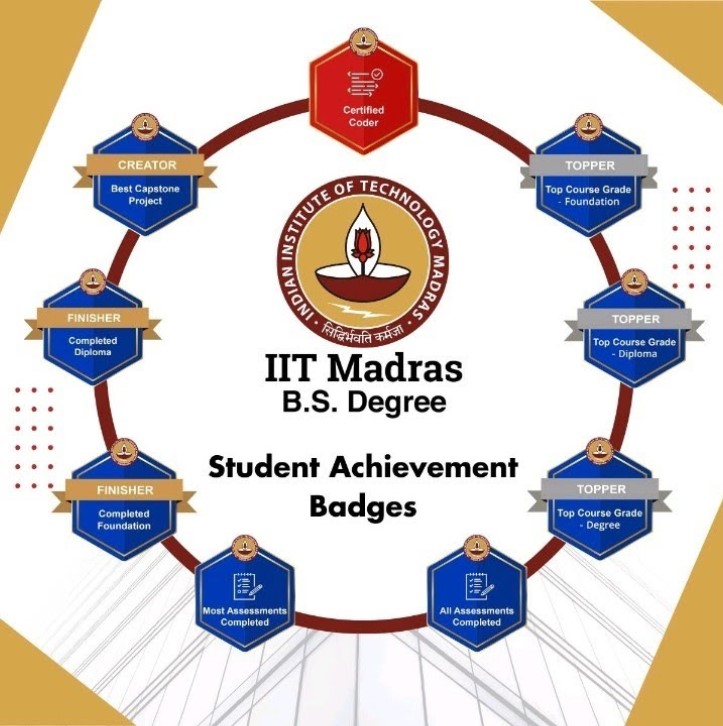 Certified
Coder
CREATOR
Best Capstone
Project
TOPPER
Top Course Grade
- Foundation
INDIAN INSTITUTE OF TECHNOLOGY MADRAS
सिद्धिर्भवति कर्मजा
FINISHER
Completed
Diploma
TOPPER
Top Course Grade
- Diploma
IIT Madras
B.S. Degree
Student Achievement
Badges
FINISHER
Completed
Foundation
TOPPER
Top Course Grade
- Degree
Most Assessments
Completed
All Assessments
Completed